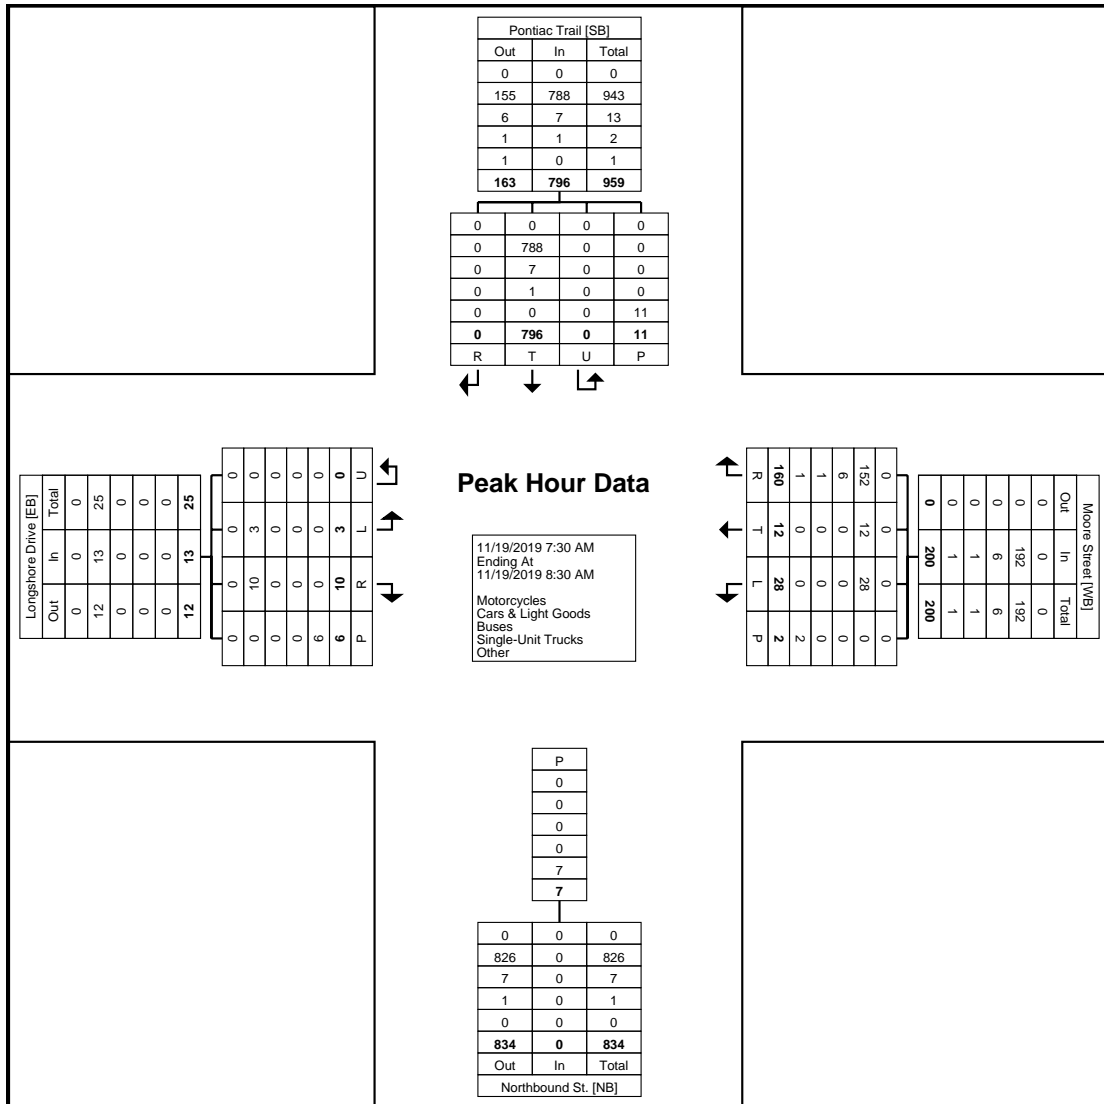 Pontiac Trail [SB]
Out In Total
0 0 0
155 788 943
6 7 13
1 1 2
1 0 1
163 796 959
0 0 0 0
0 788 0 0
0 7 0 0
0 1 0 0
0 0 0 11
0 796 0 11
R T U P
Longshore Drive [EB]
Out In Total
0 0 0
12 13 25
0 0 0
0 0 0
0 0 0
12 13 25
0 0 0 0
0 3 10 0
0 0 0 0
0 0 0 0
0 0 0 6
0 3 10 6
U L R P
Peak Hour Data
11/19/2019 7:30 AM
Ending At
11/19/2019 8:30 AM
Motorcycles
Cars & Light Goods
Buses
Single-Unit Trucks
Other
Moore Street [WB]
Out In Total
0 0 0
0 192 192
0 6 6
0 1 1
0 1 1
0 200 200
0 0 0 0
152 12 28 0
6 0 0 0
1 0 0 0
1 0 0 2
160 12 28 2
R T L P
P
0
0
0
0
7
7
0 0 0
826 0 826
7 0 7
1 0 1
0 0 0
834 0 834
Out In Total
Northbound St. [NB]